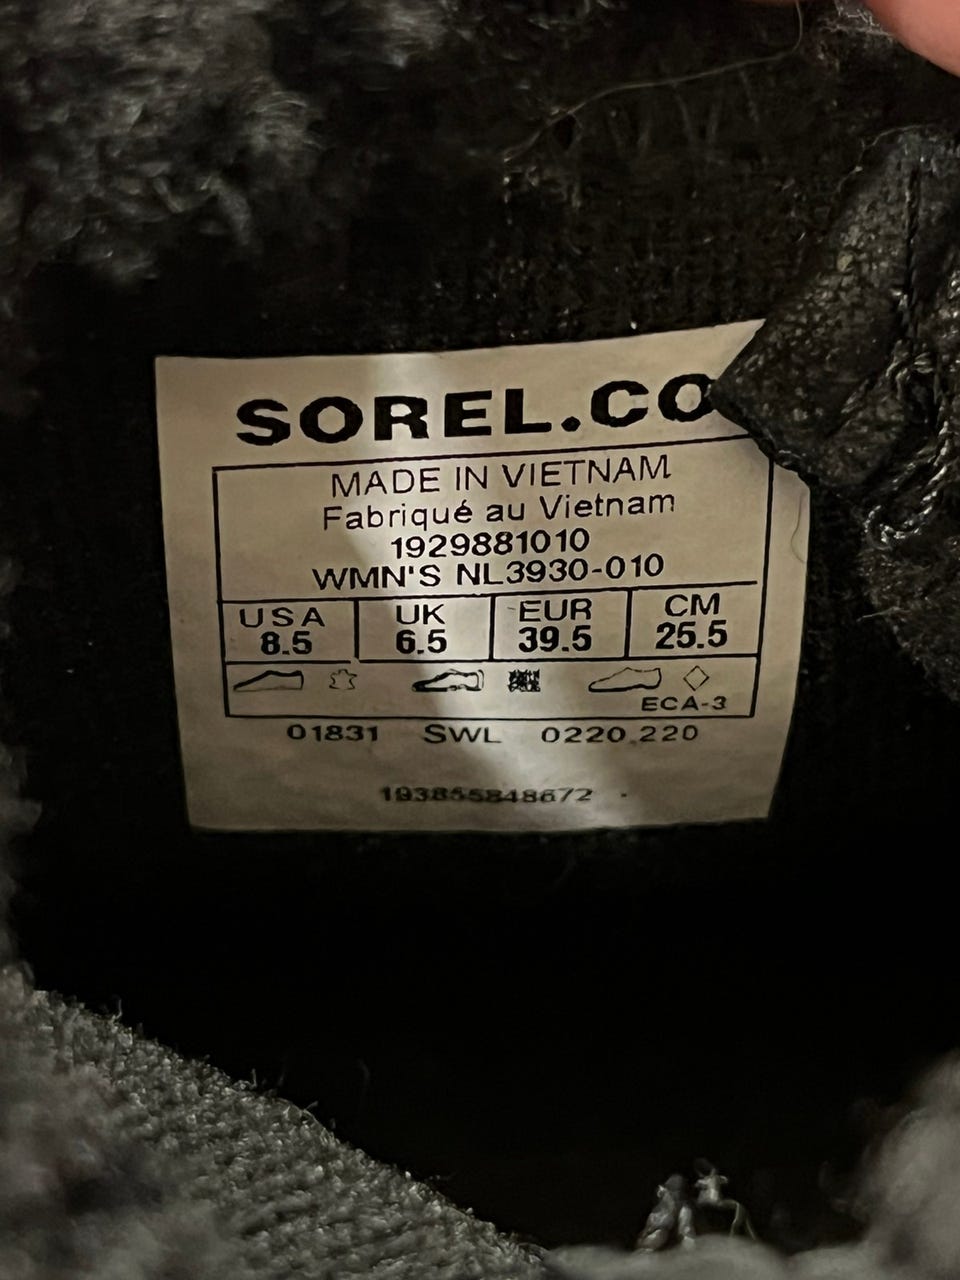 SOREL.CO
MADE IN VIETNAM
Fabriqué au Vietnam
1929881010
WMN'S NL3930-010
USA UK EUR CM
8.5 6.5 39.5 25.5
ECA-3
01831 SWL 0220.220
193855848672